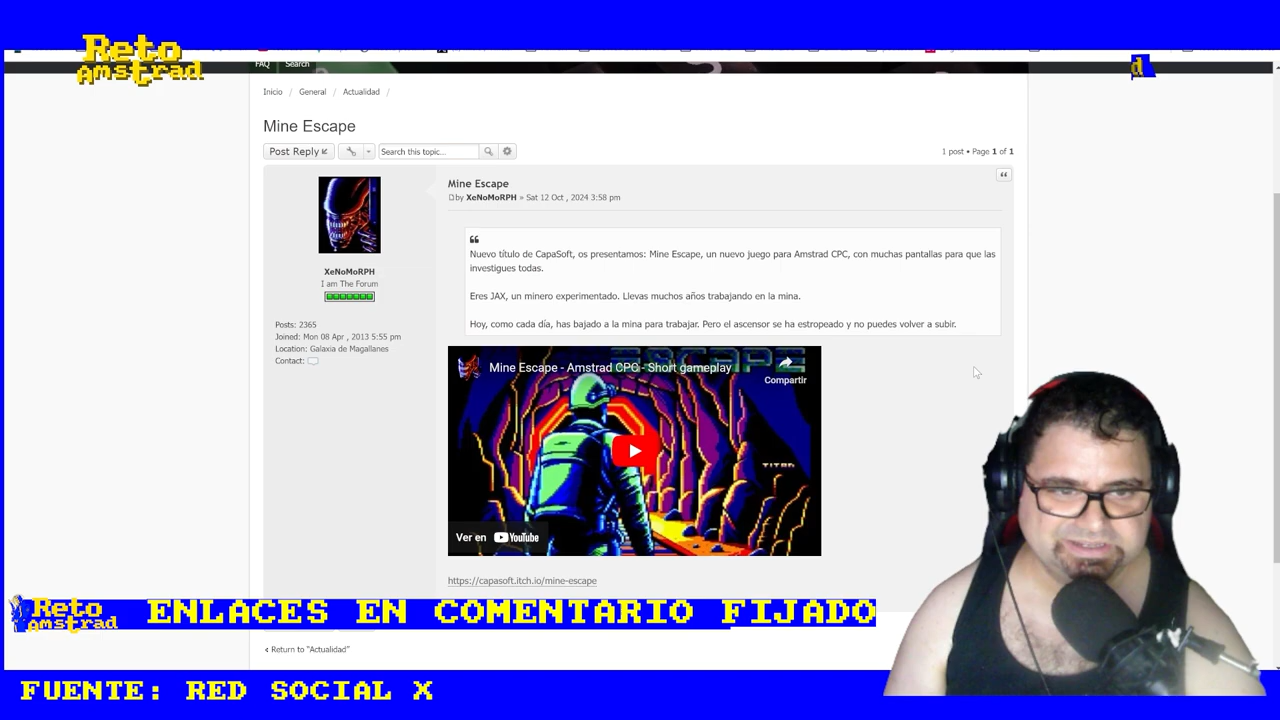 Reto
Amstrad
d
FAQ Search
Inicio / General / Actualidad /
Mine Escape
Post Reply Search this topic… 1 post • Page 1 of 1
Mine Escape
by XeNoMoRPH » Sat 12 Oct , 2024 3:58 pm
Nuevo título de CapaSoft, os presentamos: Mine Escape, un nuevo juego para Amstrad CPC, con muchas pantallas para que las
investigues todas.
Eres JAX, un minero experimentado. Llevas muchos años trabajando en la mina.
Hoy, como cada día, has bajado a la mina para trabajar. Pero el ascensor se ha estropeado y no puedes volver a subir.
XeNoMoRPH
I am The Forum
Posts: 2365
Joined: Mon 08 Apr , 2013 5:55 pm
Location: Galaxia de Magallanes
Contact:
ESCAPE
Mine Escape - Amstrad CPC - Short gameplay
Compartir
TITAN
Ver en YouTube
https://capasoft.itch.io/mine-escape
Reto
Amstrad
ENLACES EN COMENTARIO FIJADO
‹ Return to "Actualidad"
FUENTE: RED SOCIAL X